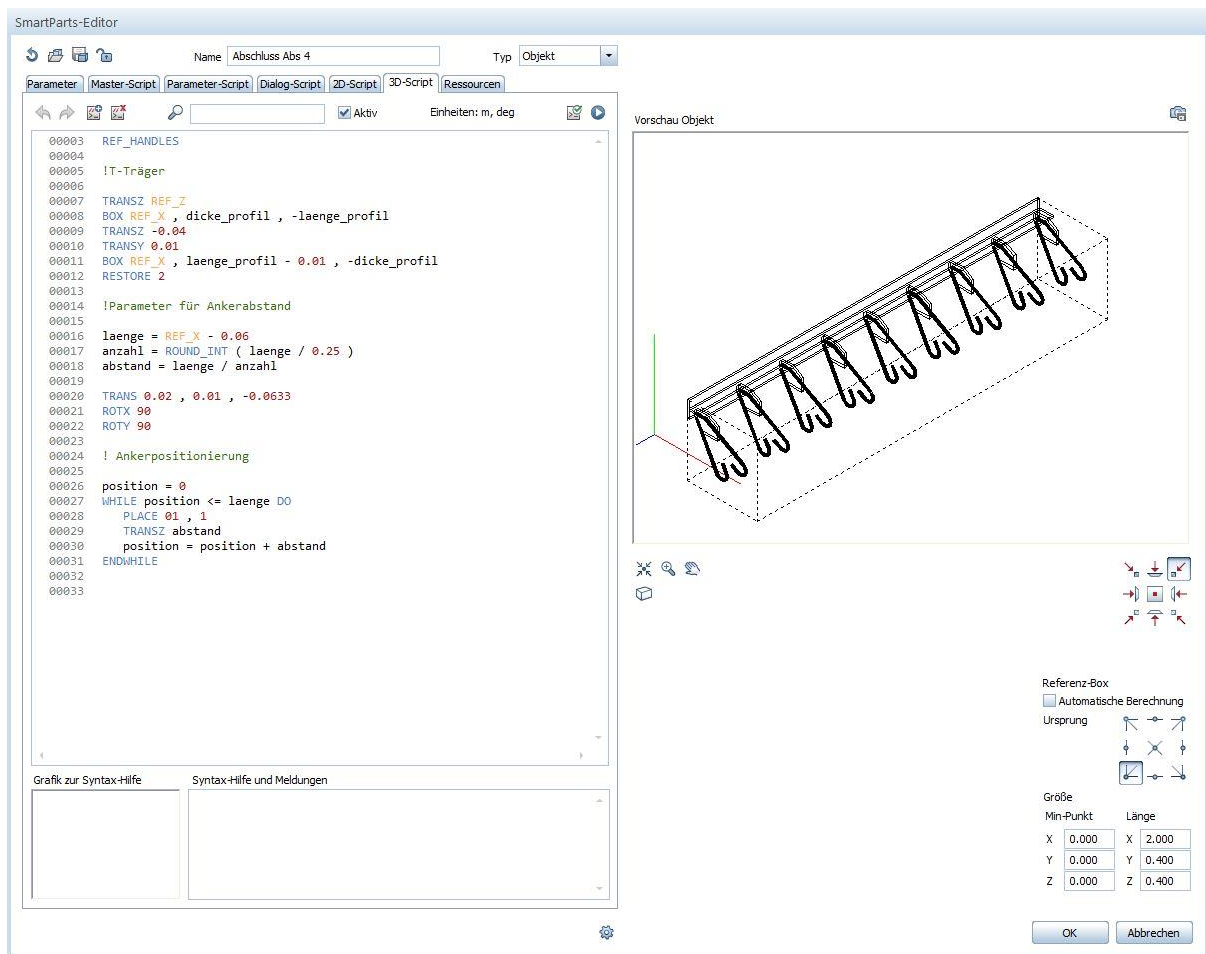 SmartParts-Editor
Name Abschluss Abs 4 Typ Objekt
Parameter Master-Script Parameter-Script Dialog-Script 2D-Script 3D-Script Ressourcen
Aktiv Einheiten: m, deg
00003 REF_HANDLES
00004
00005 !T-Träger
00006
00007 TRANSZ REF_Z
00008 BOX REF_X , dicke_profil , -laenge_profil
00009 TRANSZ -0.04
00010 TRANSY 0.01
00011 BOX REF_X , laenge_profil - 0.01 , -dicke_profil
00012 RESTORE 2
00013
00014 !Parameter für Ankerabstand
00015
00016 laenge = REF_X - 0.06
00017 anzahl = ROUND_INT ( laenge / 0.25 )
00018 abstand = laenge / anzahl
00019
00020 TRANS 0.02 , 0.01 , -0.0633
00021 ROTX 90
00022 ROTY 90
00023
00024 ! Ankerpositionierung
00025
00026 position = 0
00027 WHILE position <= laenge DO
00028 PLACE 01 , 1
00029 TRANSZ abstand
00030 position = position + abstand
00031 ENDWHILE
00032
00033
Grafik zur Syntax-Hilfe Syntax-Hilfe und Meldungen
Vorschau Objekt
Referenz-Box
Automatische Berechnung
Ursprung
Größe
Min-Punkt Länge
X 0.000 X 2.000
Y 0.000 Y 0.400
Z 0.000 Z 0.400
OK Abbrechen